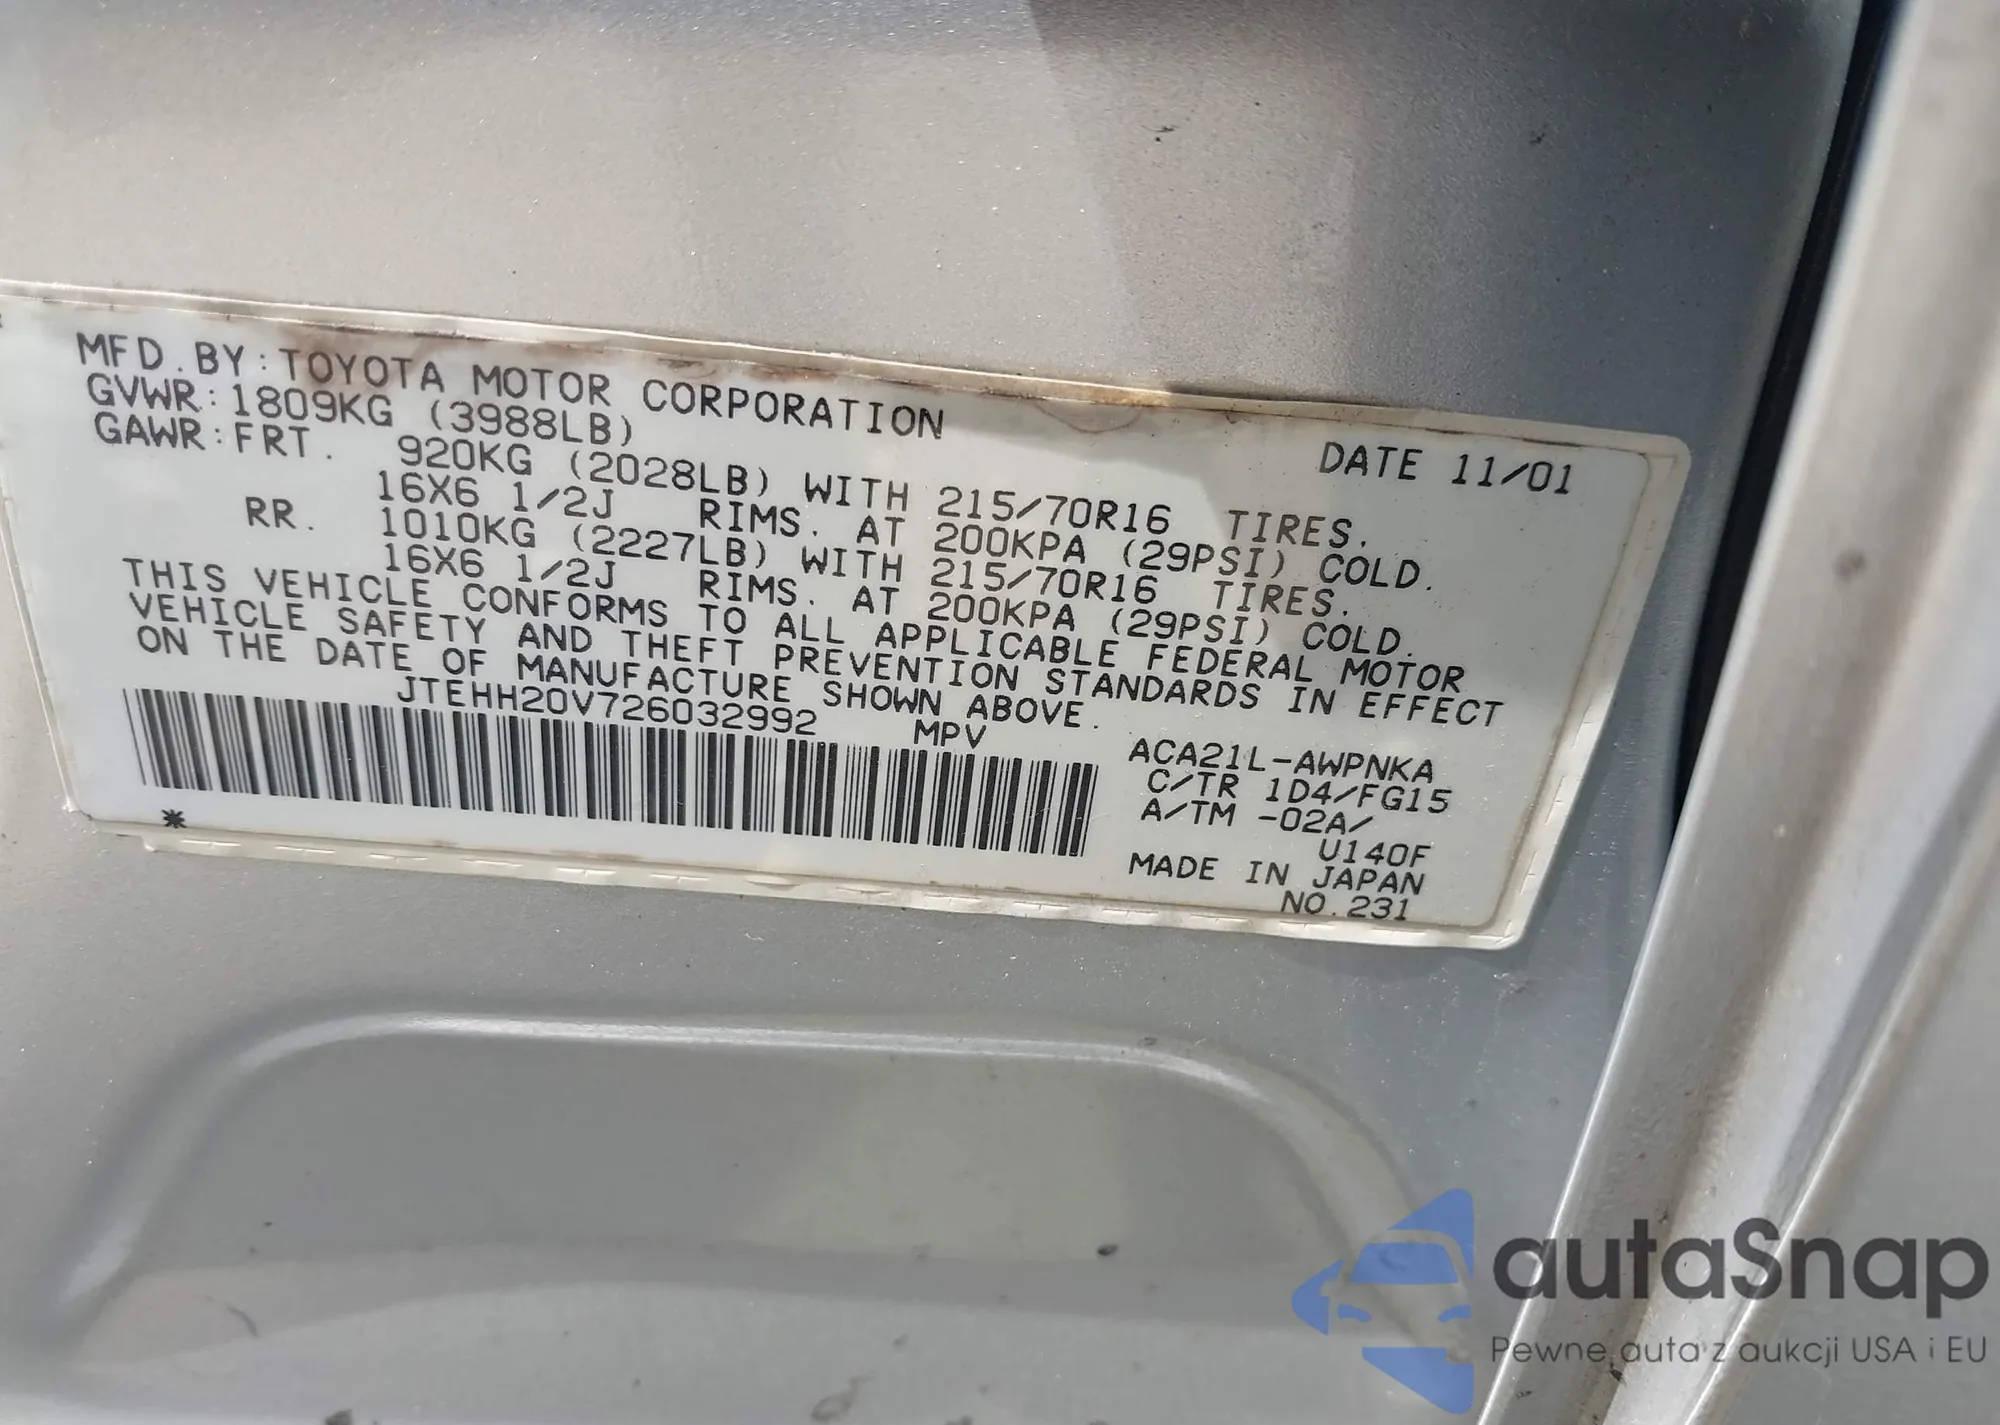 MFD.BY:TOYOTA MOTOR CORPORATION DATE 11/01
GVWR:1809KG (3988LB)
GAWR:FRT. 920KG (2028LB) WITH 215/70R16 TIRES.
16X6 1/2J RIMS. AT 200KPA (29PSI) COLD.
RR. 1010KG (2227LB) WITH 215/70R16 TIRES.
16X6 1/2J RIMS. AT 200KPA (29PSI) COLD.
THIS VEHICLE CONFORMS TO ALL APPLICABLE FEDERAL MOTOR
VEHICLE SAFETY AND THEFT PREVENTION STANDARDS IN EFFECT
ON THE DATE OF MANUFACTURE SHOWN ABOVE.
JTEHH20V726032992 MPV
ACA21L-AWPNKA
C/TR 1D4/FG15
A/TM -02A/
U140F
MADE IN JAPAN
NO.231
*
autaSnap
Pewne auta z aukcji USA i EU